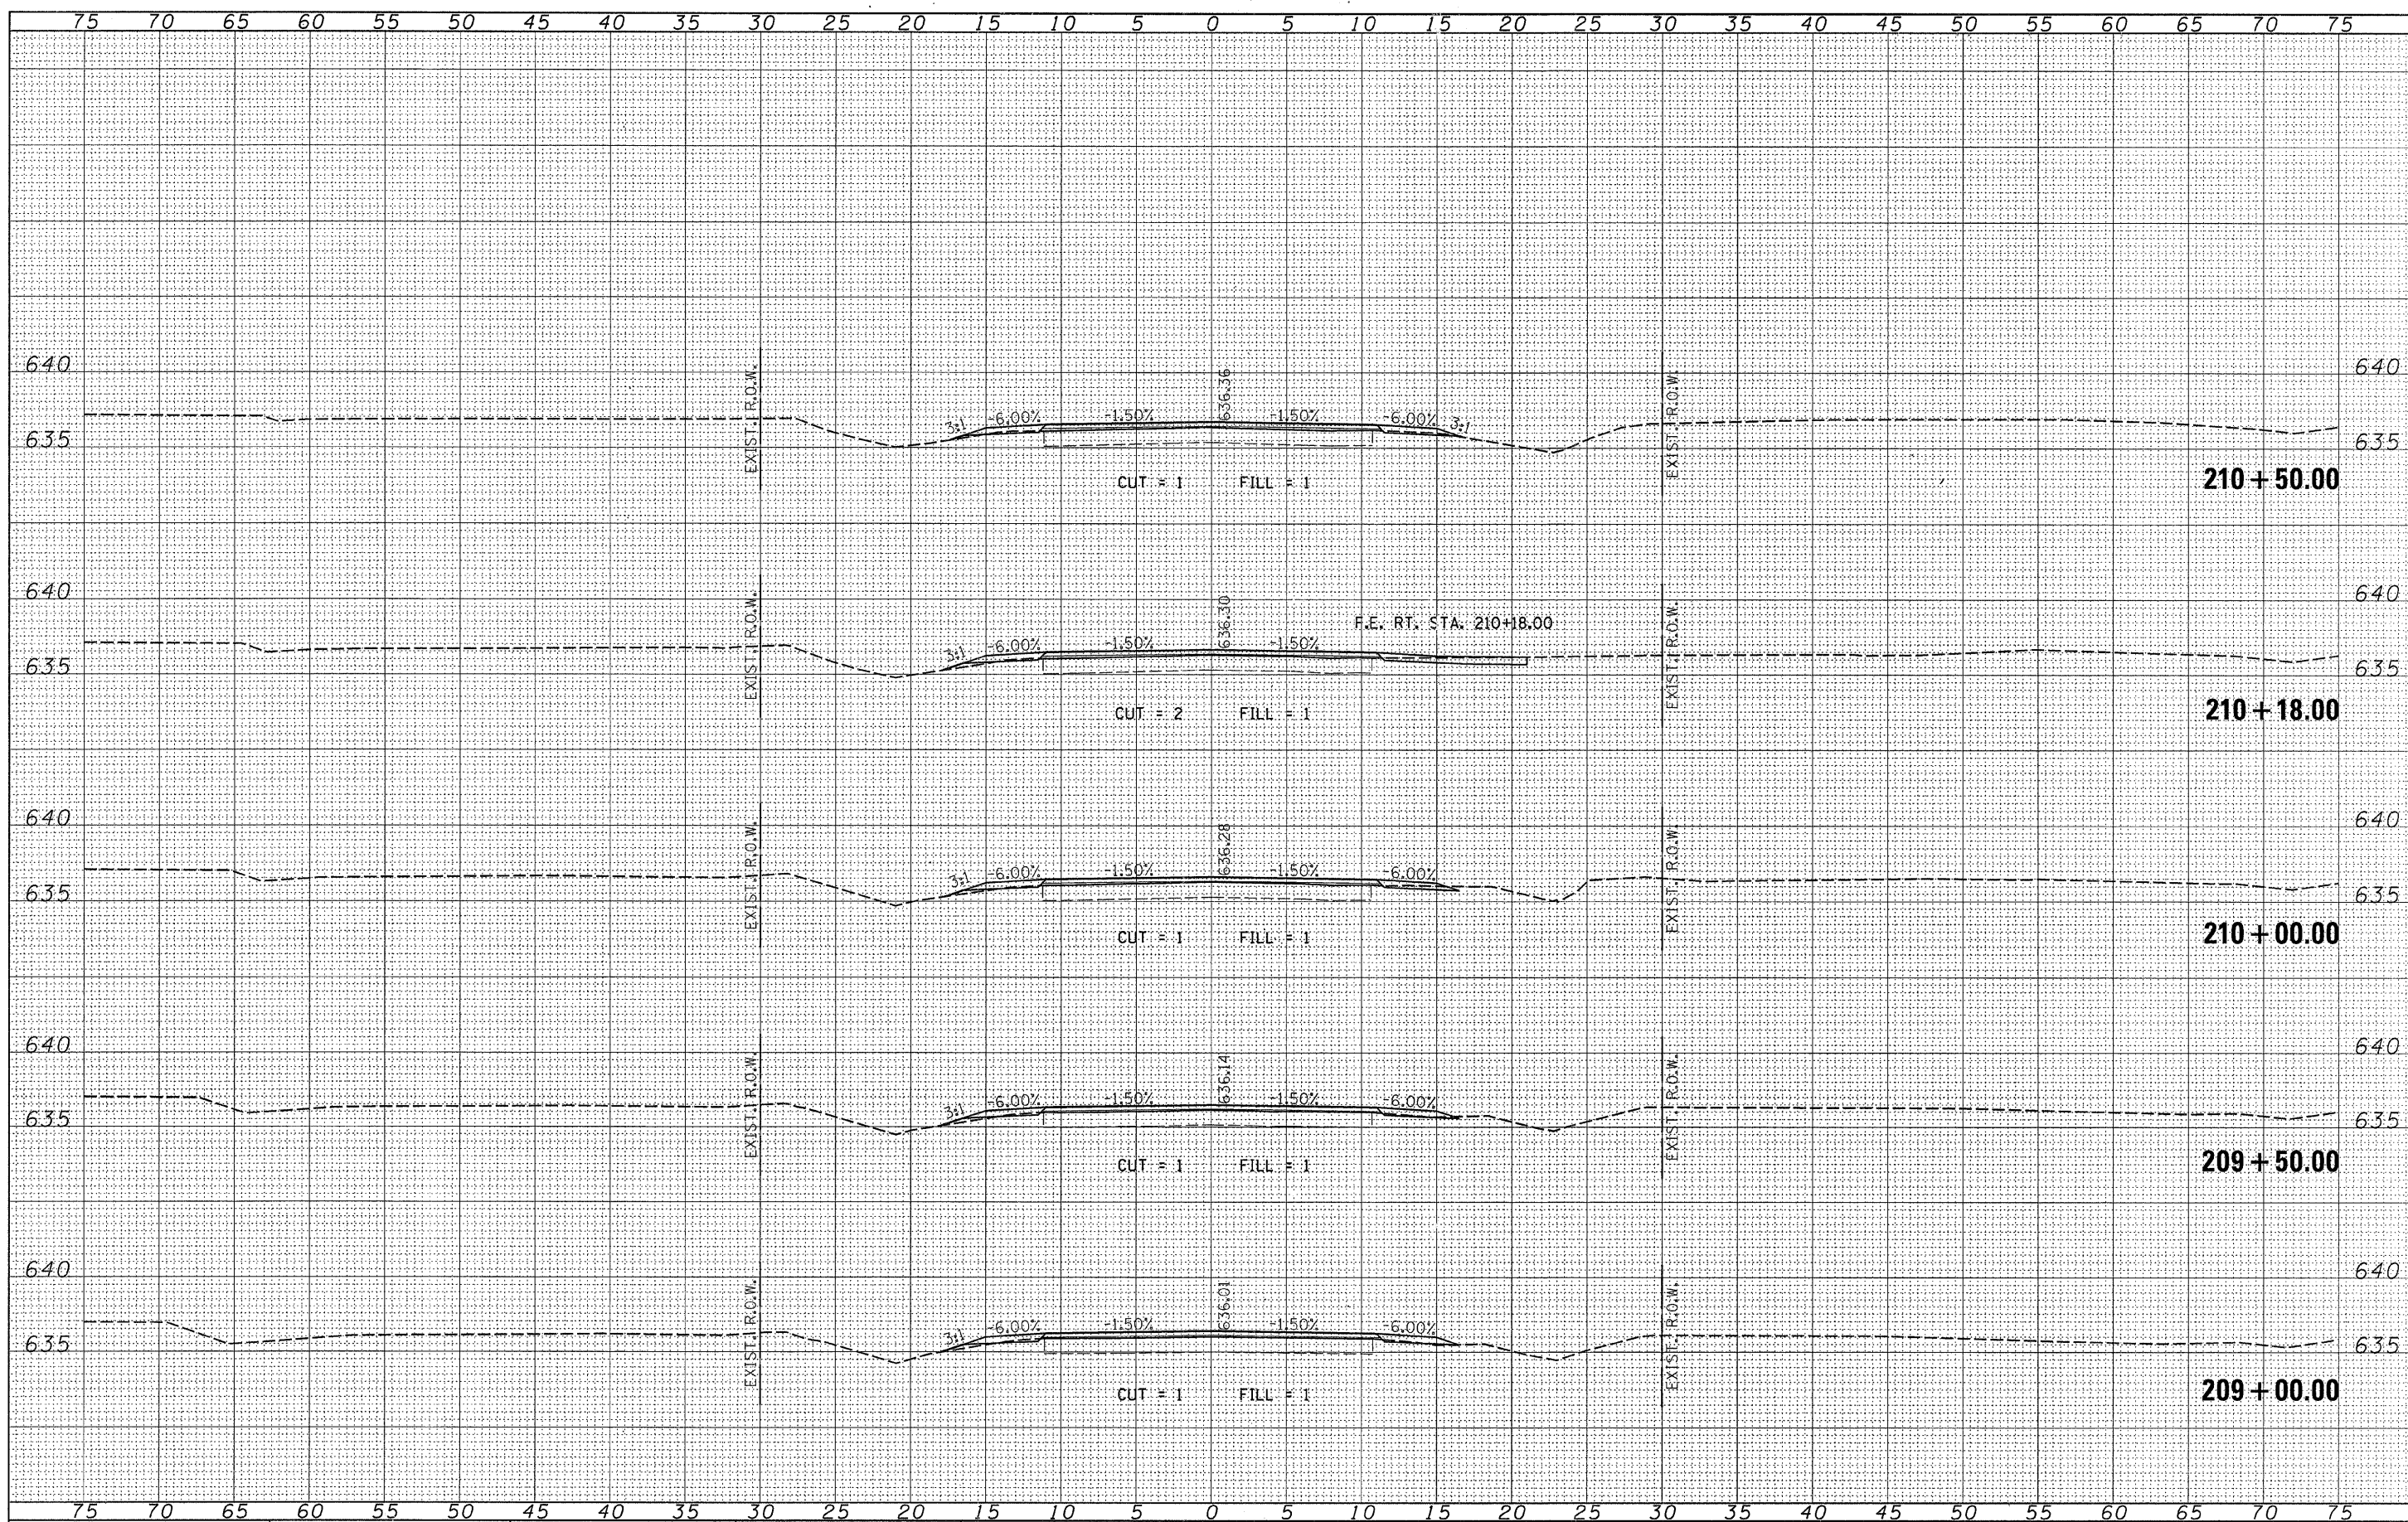 75 70 65 60 55 50 45 40 35 30 25 20 15 10 5 0 5 10 15 20 25 30 35 40 45 50 55 60 65 70 75
640 640
EXIST. R.O.W. 636.36 EXIST. R.O.W.
3:1 -6.00% -1.50% -1.50% -6.00% 3:1
635 635
CUT = 1 FILL = 1 210+50.00
640 640
EXIST. R.O.W. 636.30 EXIST. R.O.W.
F.E. RT. STA. 210+18.00
3:1 -6.00% -1.50% -1.50%
635 635
CUT = 2 FILL = 1 210+18.00
640 640
EXIST. R.O.W. 636.28 EXIST. R.O.W.
3:1 -6.00% -1.50% -1.50% -6.00%
635 635
CUT = 1 FILL = 1 210+00.00
640 640
EXIST. R.O.W. 636.14 EXIST. R.O.W.
3:1 -6.00% -1.50% -1.50% -6.00%
635 635
CUT = 1 FILL = 1 209+50.00
640 640
EXIST. R.O.W. 636.01 EXIST. R.O.W.
3:1 -6.00% -1.50% -1.50% -6.00%
635 635
CUT = 1 FILL = 1 209+00.00
75 70 65 60 55 50 45 40 35 30 25 20 15 10 5 0 5 10 15 20 25 30 35 40 45 50 55 60 65 70 75